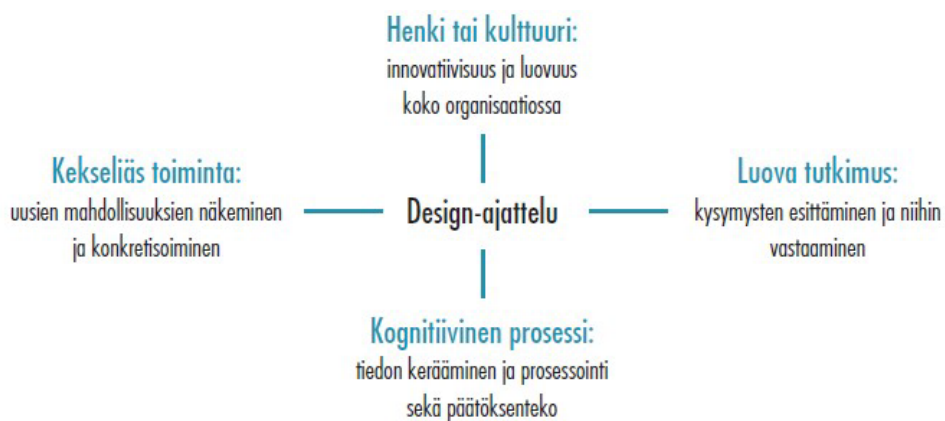 Henki tai kulttuuri:
innovatiivisuus ja luovuus
koko organisaatiossa
Kekseliäs toiminta:
uusien mahdollisuuksien näkeminen
ja konkretisoiminen
Design-ajattelu
Luova tutkimus:
kysymysten esittäminen ja niihin
vastaaminen
Kognitiivinen prosessi:
tiedon kerääminen ja prosessointi
sekä päätöksenteko